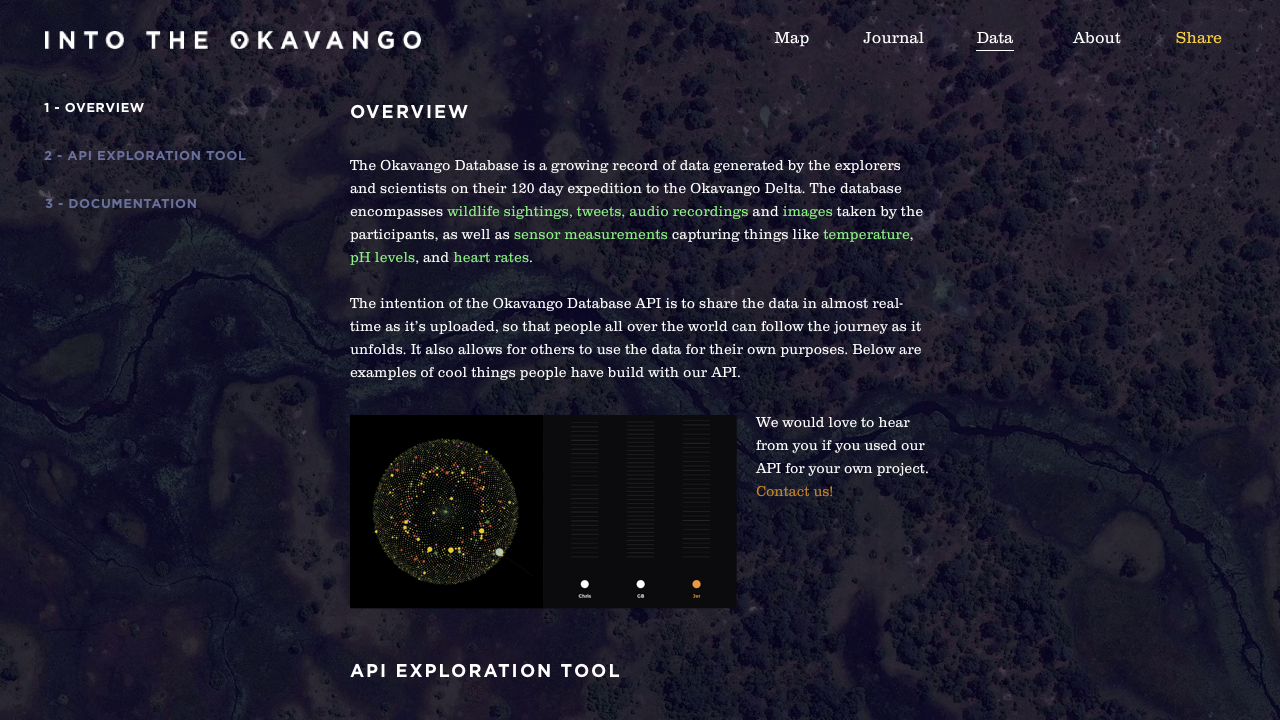 INTO THE OKAVANGO
Map
Journal
Data
About
Share
1 - OVERVIEW
2 - API EXPLORATION TOOL
3 - DOCUMENTATION
OVERVIEW
The Okavango Database is a growing record of data generated by the explorers
and scientists on their 120 day expedition to the Okavango Delta. The database
encompasses wildlife sightings, tweets, audio recordings and images taken by the
participants, as well as sensor measurements capturing things like temperature,
pH levels, and heart rates.
The intention of the Okavango Database API is to share the data in almost real-
time as it’s uploaded, so that people all over the world can follow the journey as it
unfolds. It also allows for others to use the data for their own purposes. Below are
examples of cool things people have build with our API.
Chris
GB
Jer
We would love to hear
from you if you used our
API for your own project.
Contact us!
API EXPLORATION TOOL